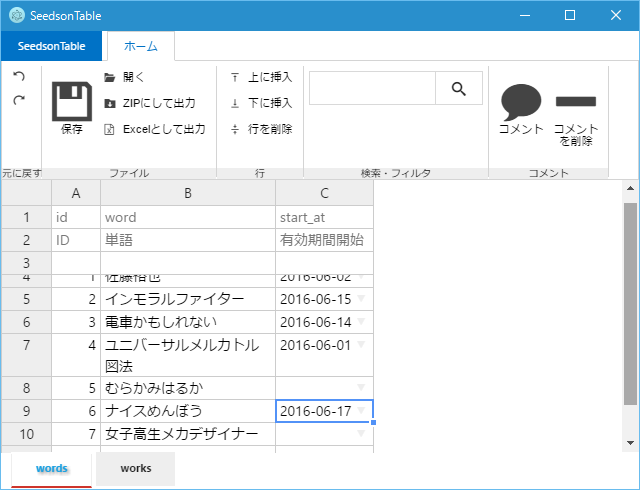 SeedsonTable
SeedsonTable ホーム
保存
開く
ZIPにして出力
Excelとして出力
上に挿入
下に挿入
行を削除
コメント
コメントを削除
元に戻す ファイル 行 検索・フィルタ コメント
A B C
1 id word start_at
2 ID 単語 有効期間開始
3
4 1 佐藤裕也 2016-06-02
5 2 インモラルファイター 2016-06-15
6 3 電車かもしれない 2016-06-14
7 4 ユニバーサルメルカトル 2016-06-01
図法
8 5 むらかみはるか
9 6 ナイスめんぼう 2016-06-17
10 7 女子高生メカデザイナー
words works